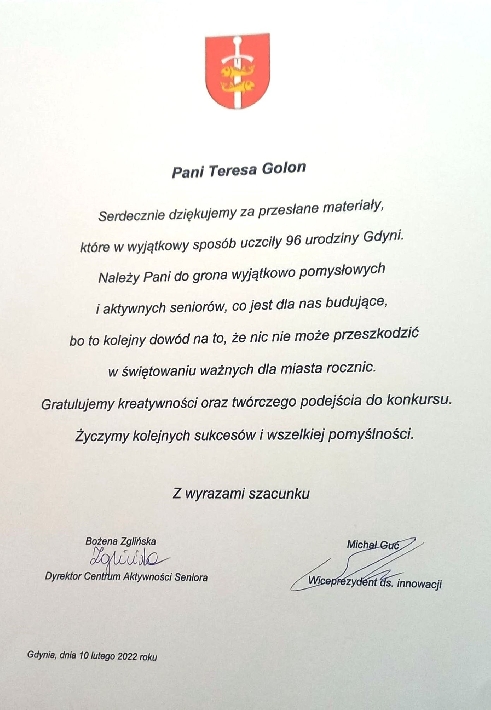 Pani Teresa Golon
Serdecznie dziękujemy za przesłane materiały,
które w wyjątkowy sposób uczciły 96 urodziny Gdyni.
Należy Pani do grona wyjątkowo pomysłowych
i aktywnych seniorów, co jest dla nas budujące,
bo to kolejny dowód na to, że nic nie może przeszkodzić
w świętowaniu ważnych dla miasta rocznic.
Gratulujemy kreatywności oraz twórczego podejścia do konkursu.
Życzymy kolejnych sukcesów i wszelkiej pomyślności.
Z wyrazami szacunku
Bożena Zglińska
Zglińska
Dyrektor Centrum Aktywności Seniora
Michał Guć
Wiceprezydent ds. innowacji
Gdynia, dnia 10 lutego 2022 roku